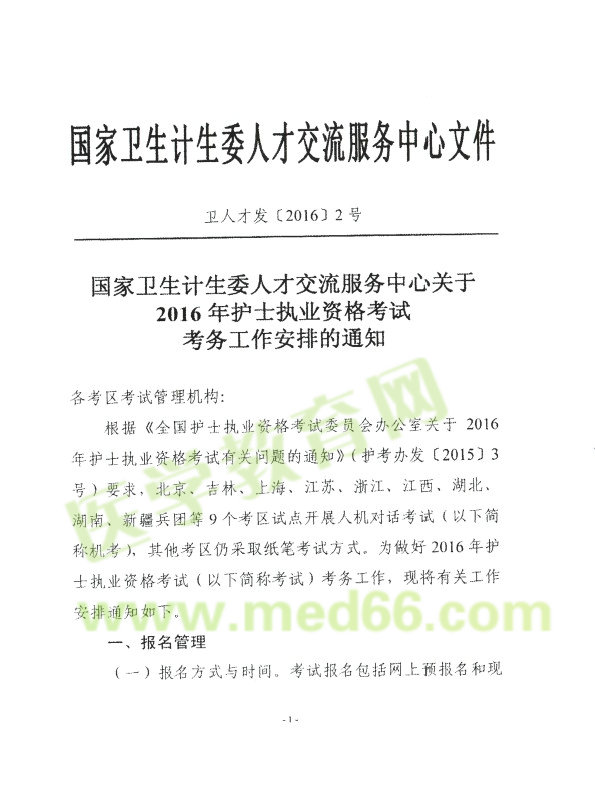 国家卫生计生委人才交流服务中心文件
卫人才发〔2016〕2号
国家卫生计生委人才交流服务中心关于
2016 年护士执业资格考试
考务工作安排的通知
各考区考试管理机构：
根据《全国护士执业资格考试委员会办公室关于 2016
年护士执业资格考试有关问题的通知》（护考办发〔2015〕3
号）要求，北京、吉林、上海、江苏、浙江、江西、湖北、
湖南、新疆兵团等 9 个考区试点开展人机对话考试（以下简
称机考），其他考区仍采取纸笔考试方式。为做好 2016 年护
士执业资格考试（以下简称考试）考务工作，现将有关工作
安排通知如下。
一、报名管理
（一）报名方式与时间。考试报名包括网上预报名和现
- 1 -
医学教育网
www.med66.com